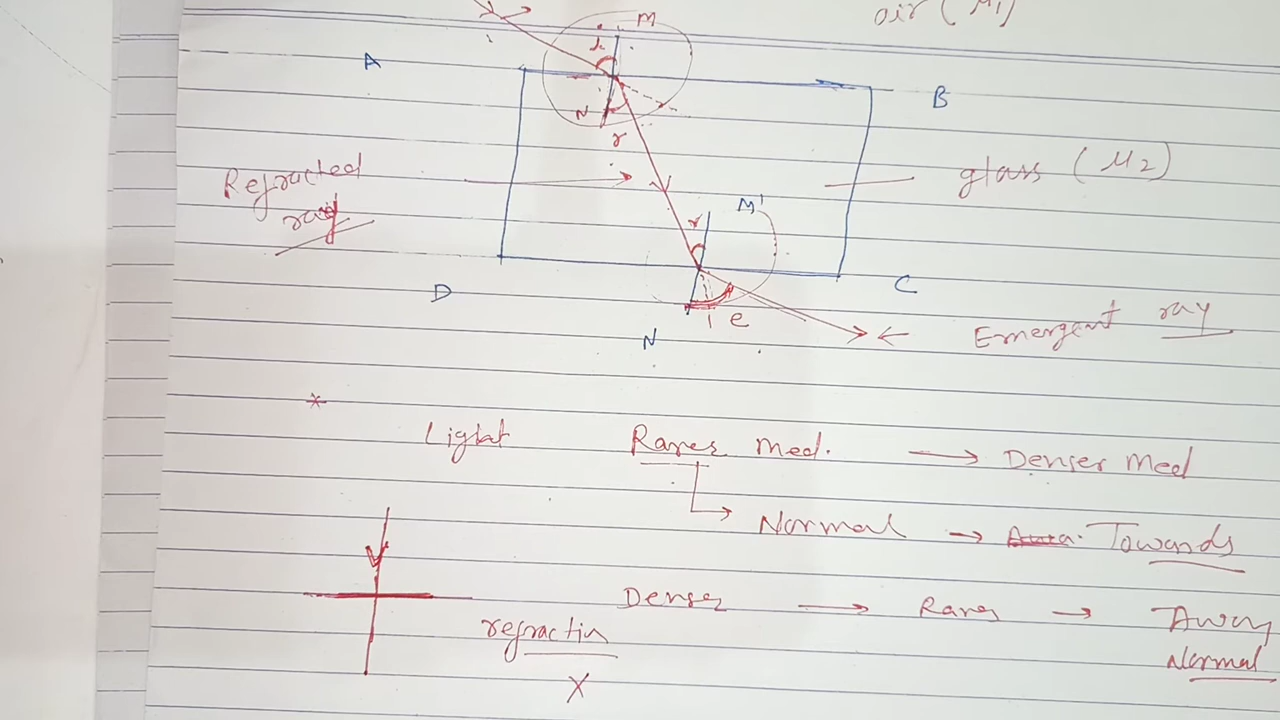 air (μ1)
M
i
A
B
N
r
glass (μ2)
Refracted
ray
M'
r
D
C
e
Emergent ray
N
*
Light Rarer Med. → Denser Med
Normal → Towards
Denser → Rarer → Away
Normal
refraction
X